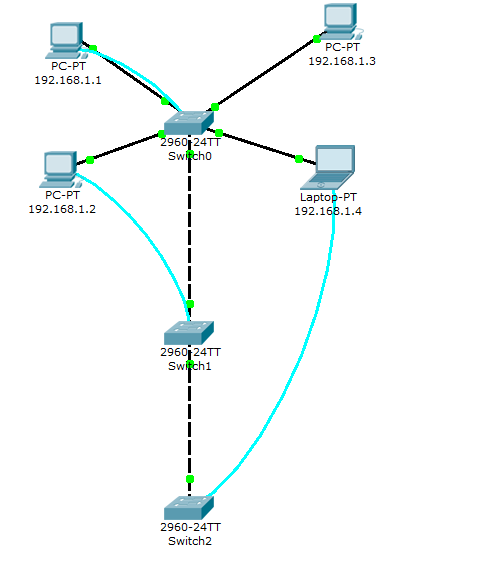 PC-PT
192.168.1.1
PC-PT
192.168.1.3
2960-24TT
Switch0
PC-PT
192.168.1.2
Laptop-PT
192.168.1.4
2960-24TT
Switch1
2960-24TT
Switch2